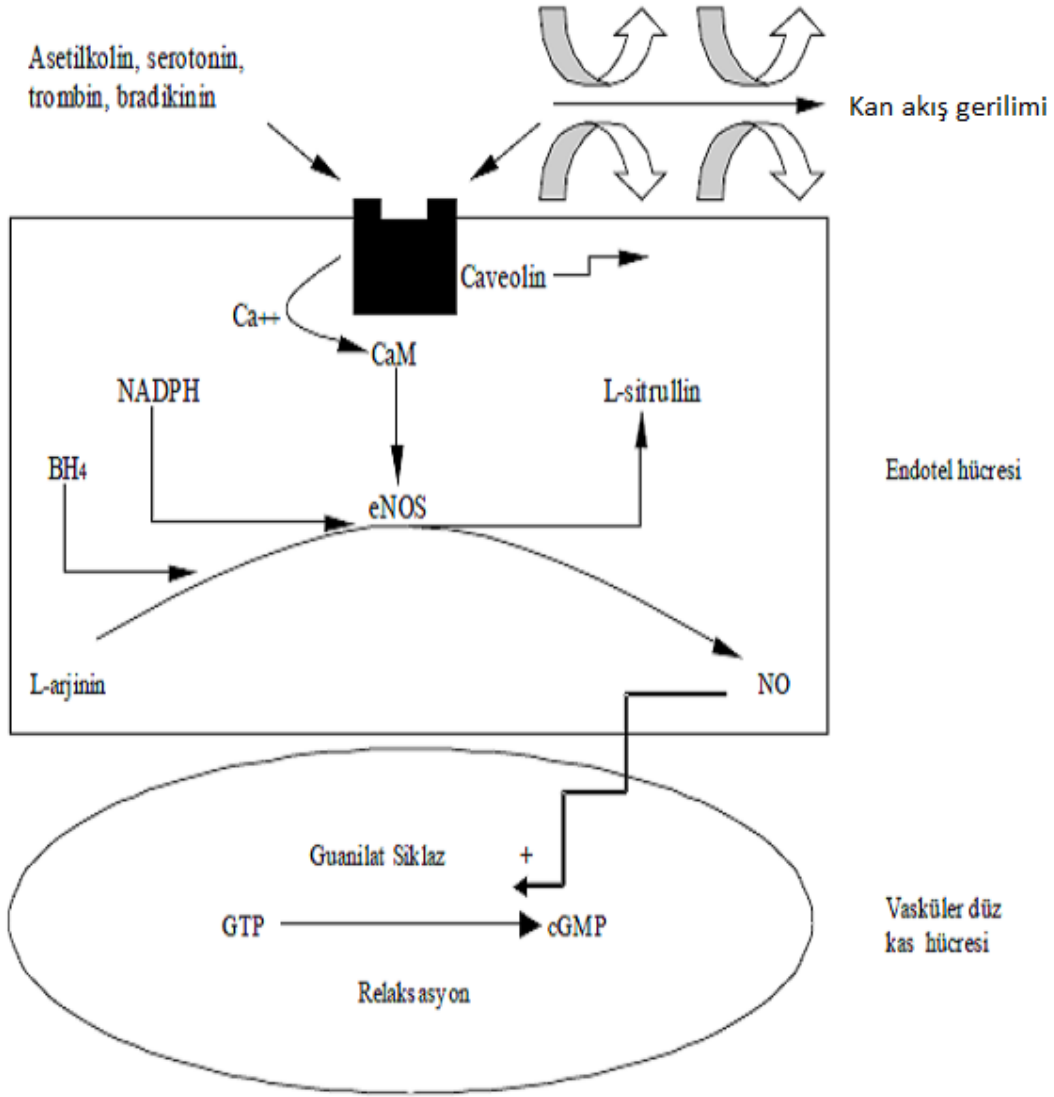 Asetilkolin, serotonin,
trombin, bradikinin
Kan akış gerilimi
Caveolin
Ca++
CaM
NADPH
L-sitrullin
BH4
eNOS
Endotel hücresi
L-arjinin
NO
Guanilat Siklaz
+
GTP
cGMP
Vasküler düz
kas hücresi
Relaksasyon